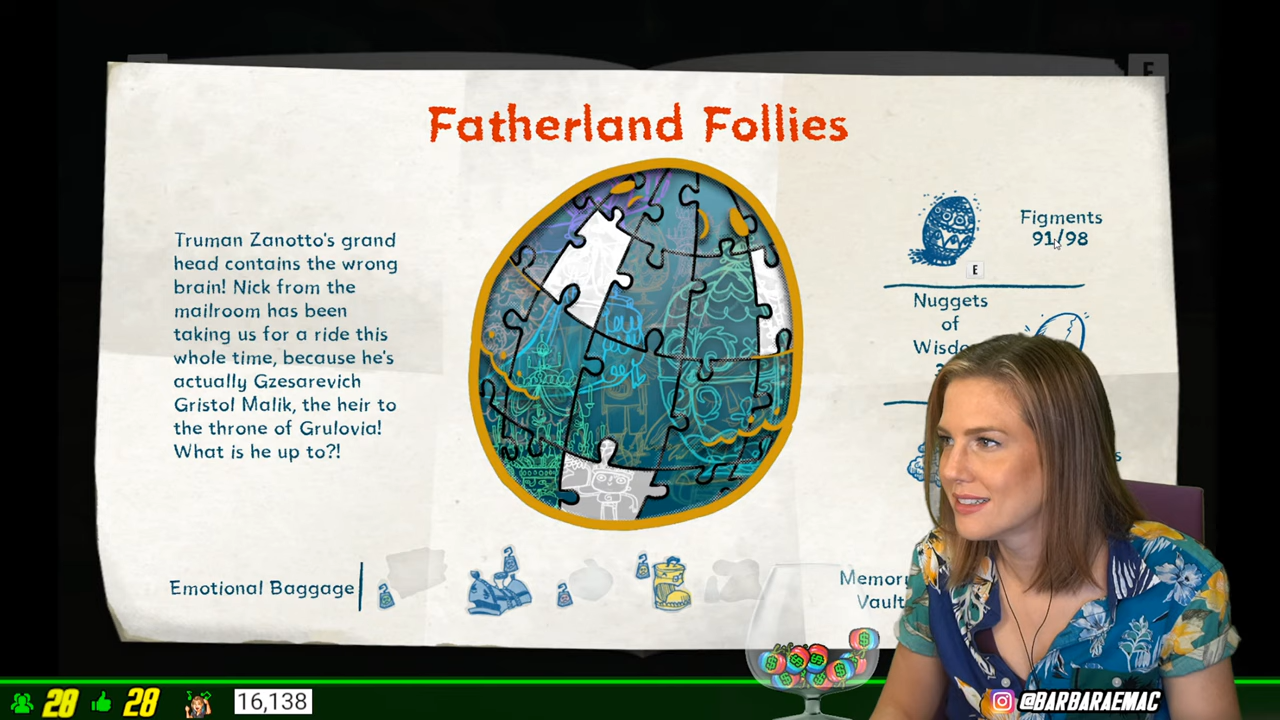 Fatherland Follies
Truman Zanotto's grand
head contains the wrong
brain! Nick from the
mailroom has been
taking us for a ride this
whole time, because he's
actually Gzesarevich
Gristol Malik, the heir to
the throne of Grulovia!
What is he up to?!
Figments
91/98
E
E
Nuggets
of
Emotional Baggage
28
28
16,138
@BARBARAEMAC